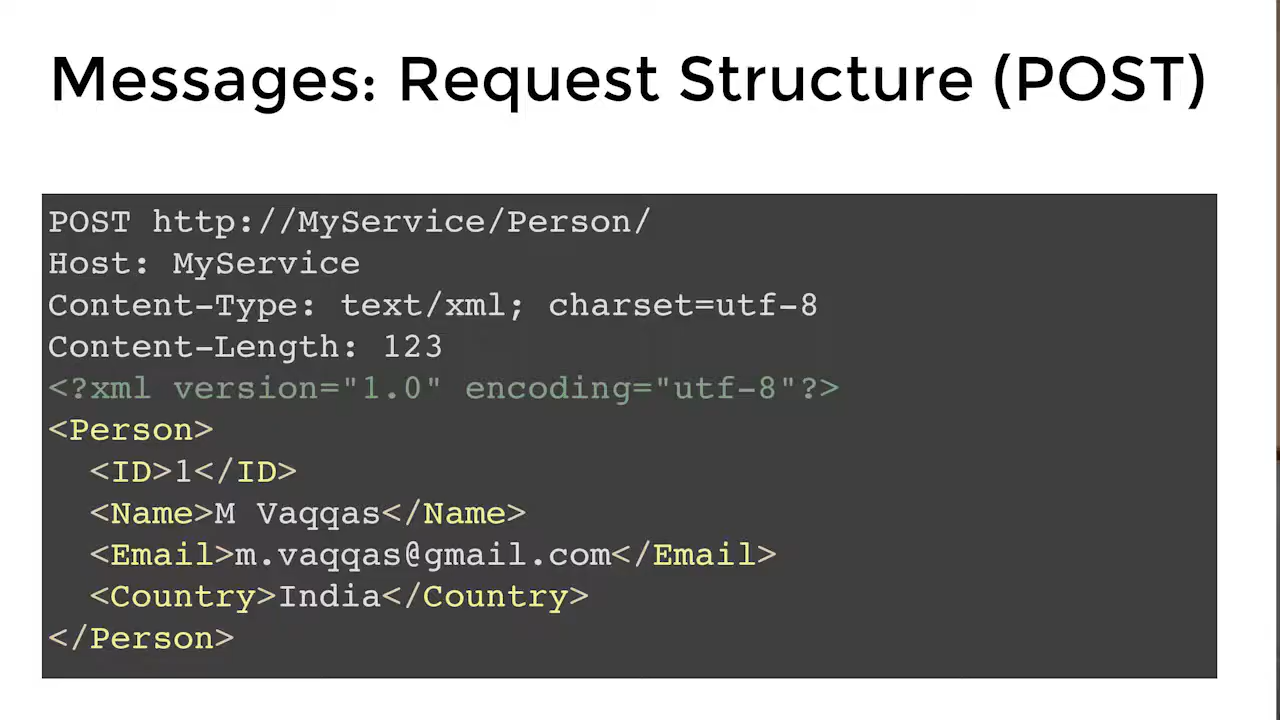 Messages: Request Structure (POST)
POST http://MyService/Person/
Host: MyService
Content-Type: text/xml; charset=utf-8
Content-Length: 123
<?xml version="1.0" encoding="utf-8"?>
<Person>
  <ID>1</ID>
  <Name>M Vaqqas</Name>
  <Email>m.vaqqas@gmail.com</Email>
  <Country>India</Country>
</Person>